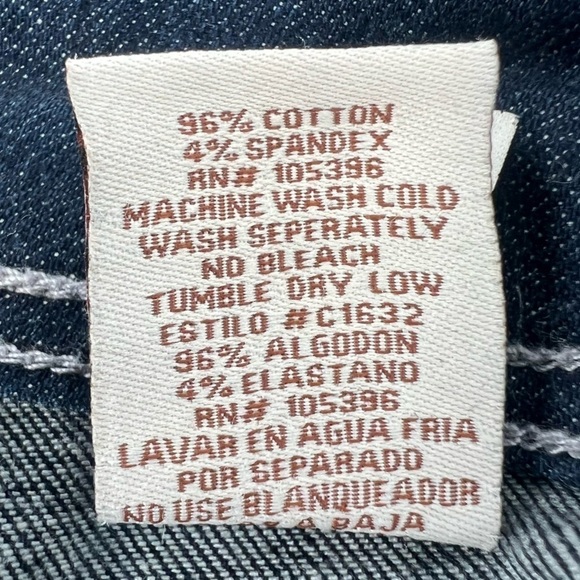 96% COTTON
4% SPANDEX
RN# 105396
MACHINE WASH COLD
WASH SEPERATELY
NO BLEACH
TUMBLE DRY LOW
ESTILO #C1632
96% ALGODON
4% ELASTANO
RN# 105396
LAVAR EN AGUA FRIA
POR SEPARADO
NO USE BLANQUEADOR
A BAJA